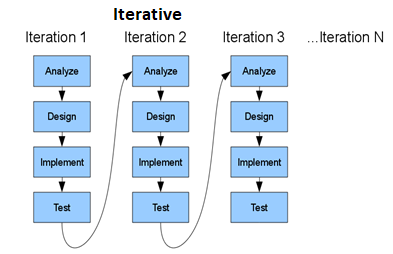 Iterative
Iteration 1 Iteration 2 Iteration 3 ...Iteration N
Analyze Analyze Analyze
Design Design Design
Implement Implement Implement
Test Test Test